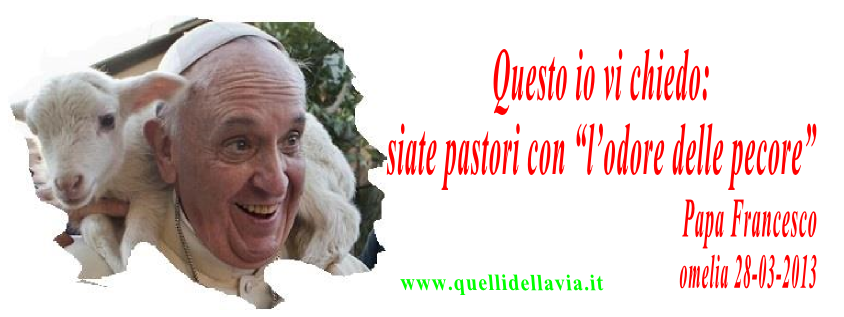 Questo io vi chiedo:
siate pastori con “l’odore delle pecore”
Papa Francesco
omelia 28-03-2013
www.quellidellavia.it